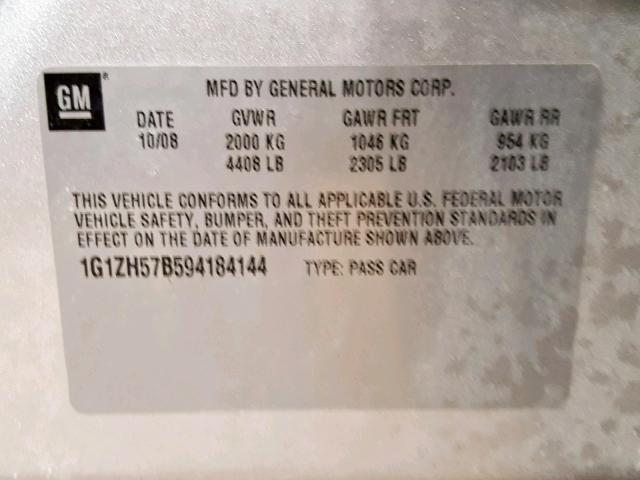 GM ®
MFD BY GENERAL MOTORS CORP.
DATE GVWR GAWR FRT GAWR RR
10/08 2000 KG 1046 KG 954 KG
4408 LB 2305 LB 2103 LB
THIS VEHICLE CONFORMS TO ALL APPLICABLE U.S. FEDERAL MOTOR
VEHICLE SAFETY, BUMPER, AND THEFT PREVENTION STANDARDS IN
EFFECT ON THE DATE OF MANUFACTURE SHOWN ABOVE.
1G1ZH57B594184144 TYPE: PASS CAR